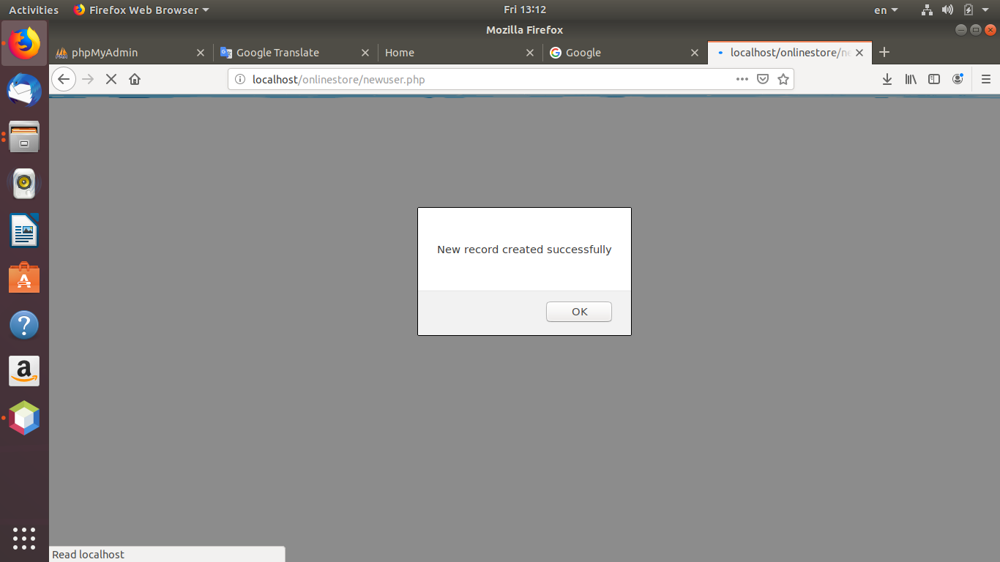 Activities Firefox Web Browser Fri 13:12 en
Mozilla Firefox
phpMyAdmin Google Translate Home Google localhost/onlinestore/ne
localhost/onlinestore/newuser.php
New record created successfully
OK
Read localhost